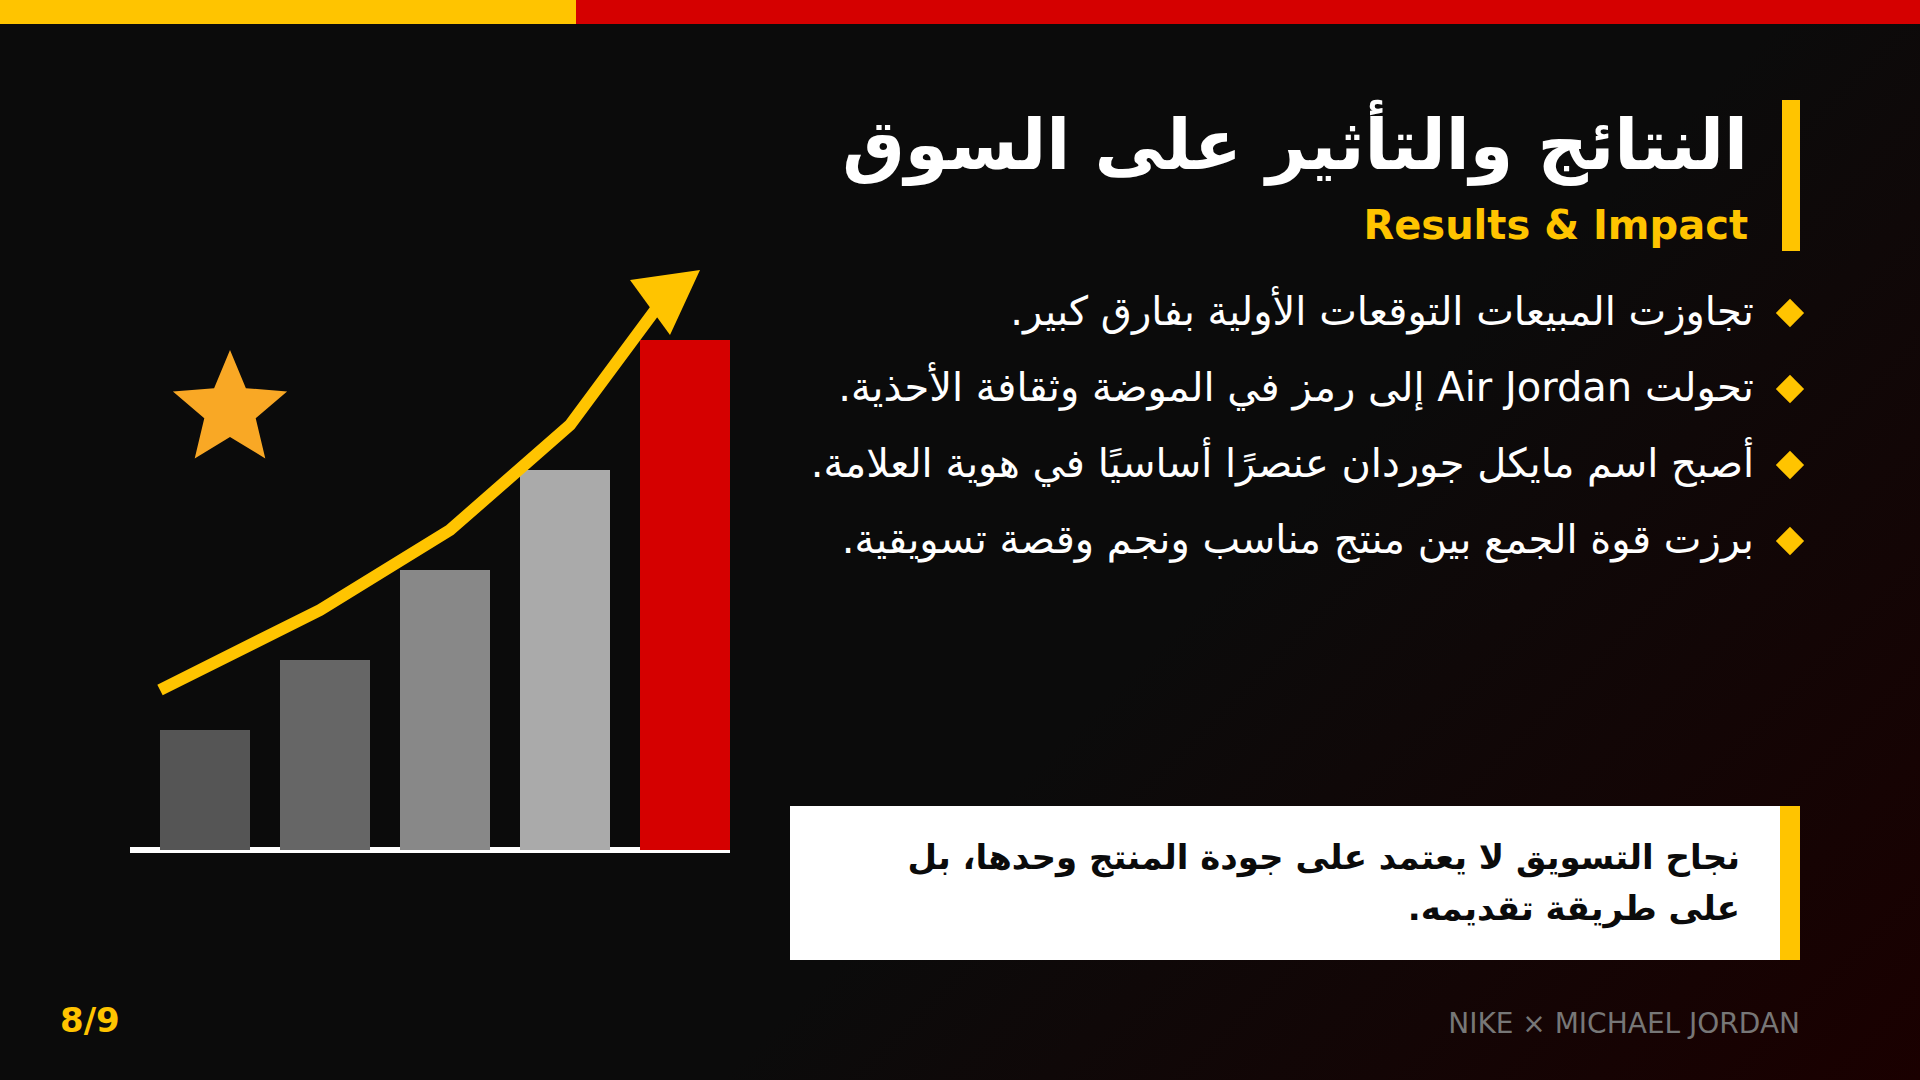 النتائج والتأثير على السوق
Results & Impact
تجاوزت المبيعات التوقعات الأولية بفارق كبير.
تحولت Air Jordan إلى رمز في الموضة وثقافة الأحذية.
أصبح اسم مايكل جوردان عنصرًا أساسيًا في هوية العلامة.
برزت قوة الجمع بين منتج مناسب ونجم وقصة تسويقية.
نجاح التسويق لا يعتمد على جودة المنتج وحدها، بل
على طريقة تقديمه.
NIKE × MICHAEL JORDAN
8/9